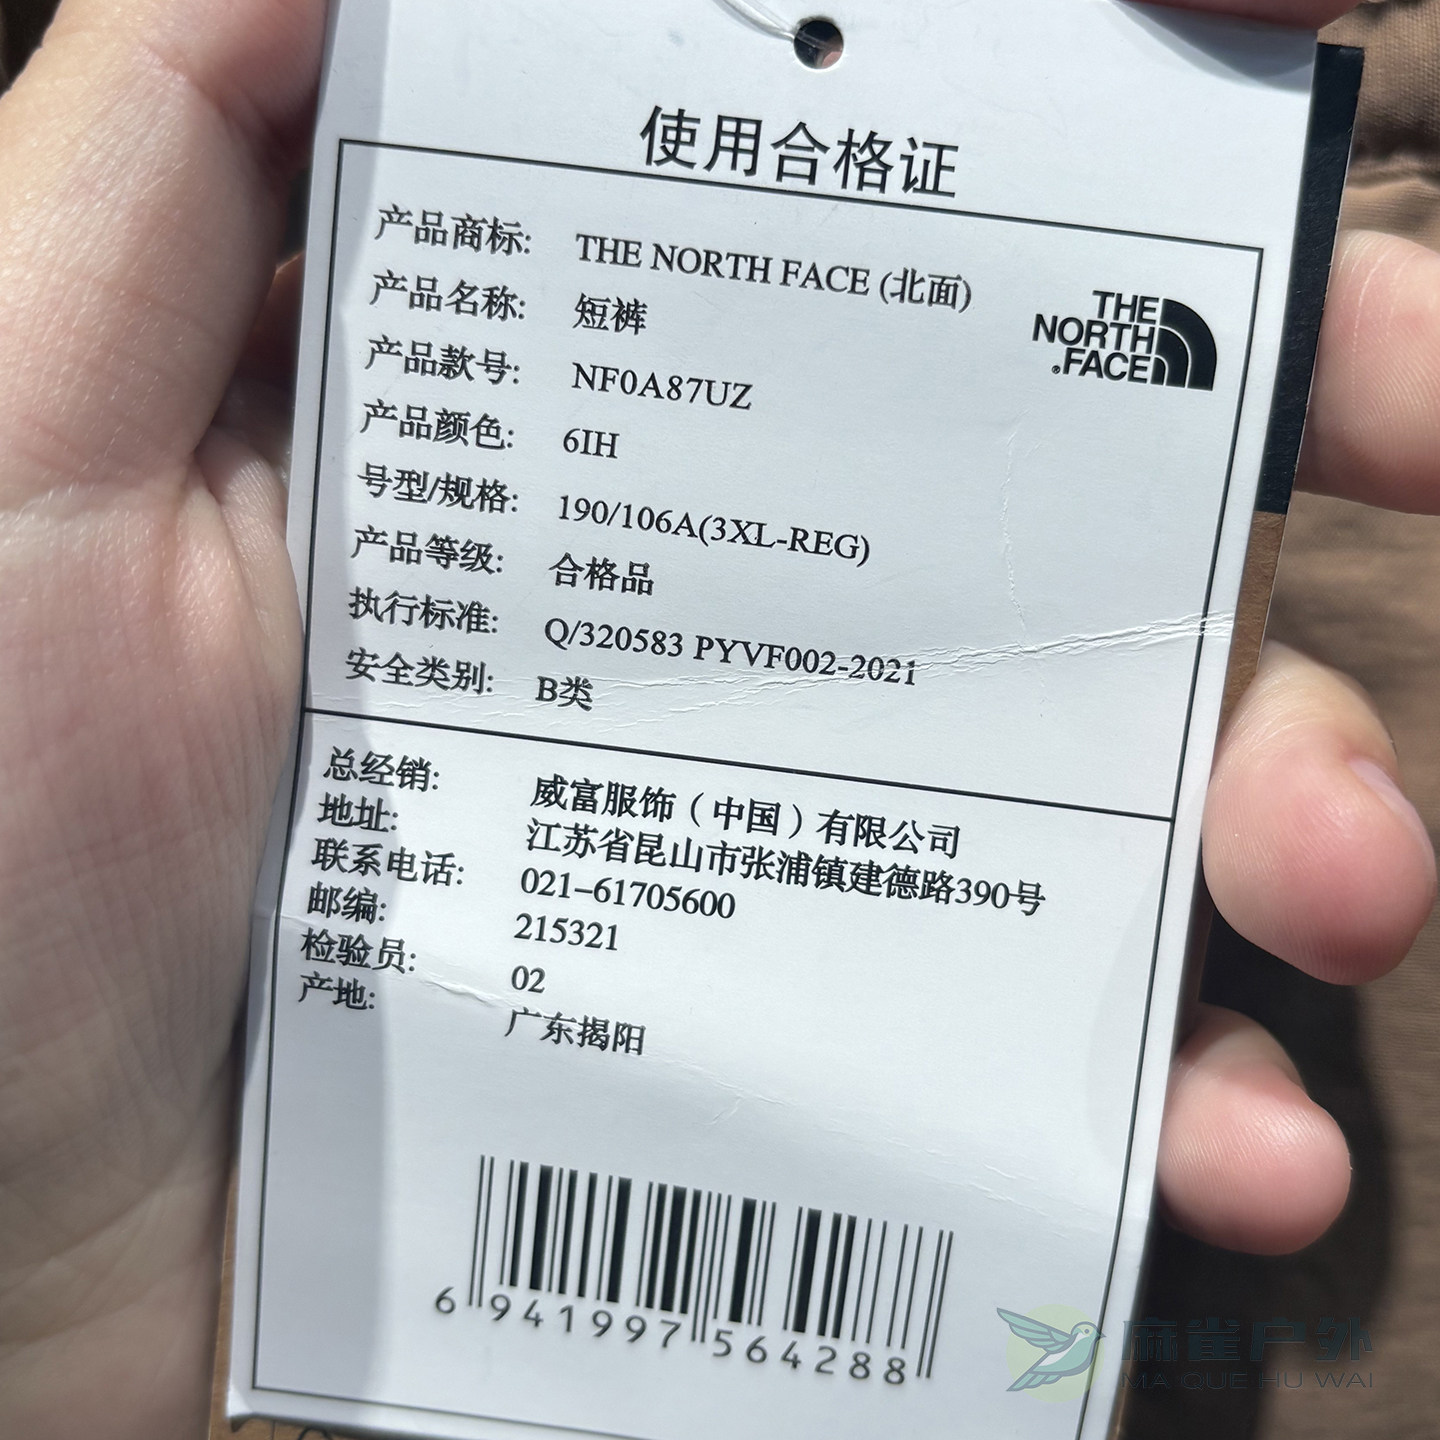 使用合格证
产品商标: THE NORTH FACE (北面)
产品名称: 短裤
产品款号: NF0A87UZ
产品颜色: 6IH
号型/规格: 190/106A(3XL-REG)
产品等级: 合格品
执行标准: Q/320583 PYVF002-2021
安全类别: B类
THE
NORTH
FACE
总经销: 威富服饰（中国）有限公司
地址: 江苏省昆山市张浦镇建德路390号
联系电话: 021-61705600
邮编: 215321
检验员: 02
产地: 广东揭阳
6 941997 564288
麻雀户外
MA QUE HU WAI